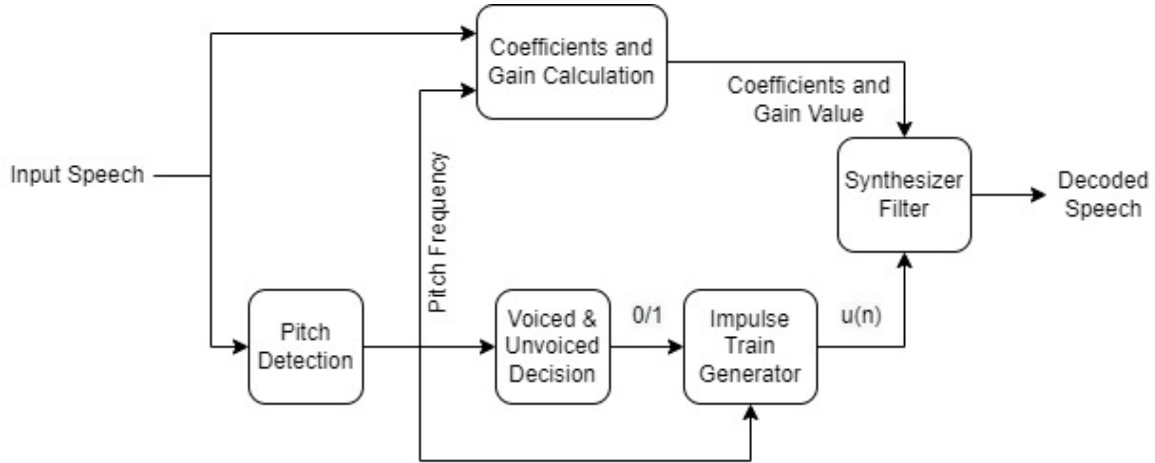 Coefficients and
Gain Calculation
Coefficients and
Gain Value
Input Speech
Pitch Frequency
Synthesizer
Filter
Decoded
Speech
Pitch
Detection
Voiced &
Unvoiced
Decision
0/1
Impulse
Train
Generator
u(n)